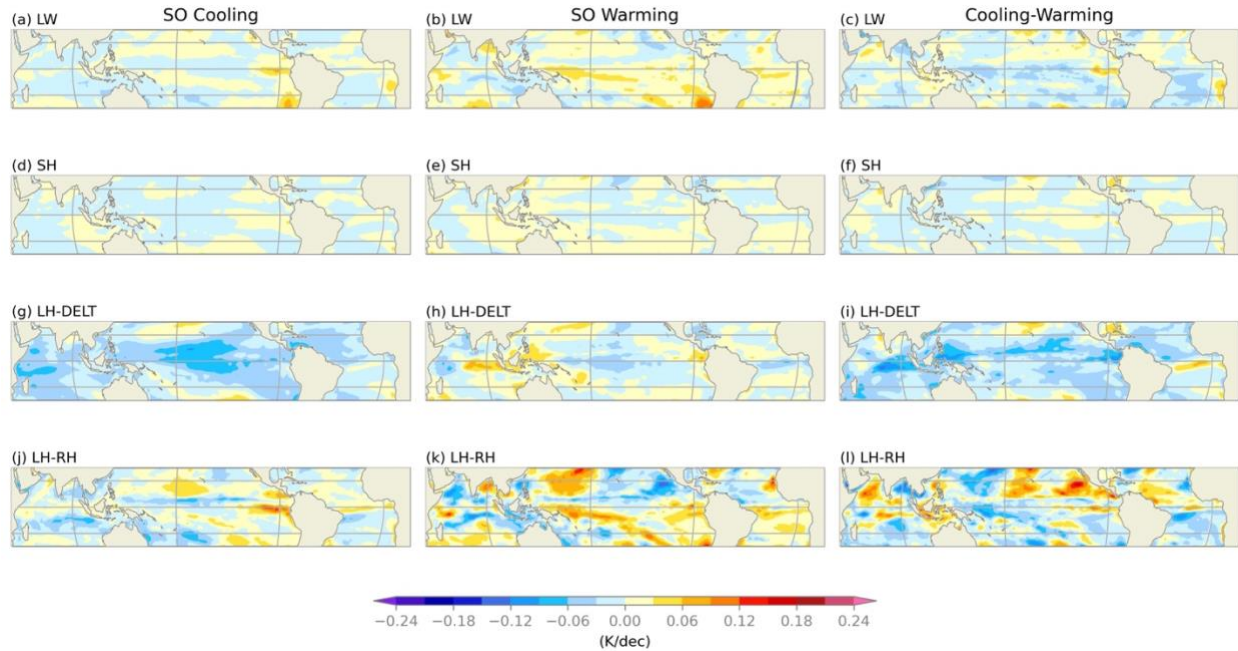 SO Cooling
SO Warming
Cooling-Warming
(a) LW
(b) LW
(c) LW
(d) SH
(e) SH
(f) SH
(g) LH-DELT
(h) LH-DELT
(i) LH-DELT
(j) LH-RH
(k) LH-RH
(l) LH-RH
−0.24 −0.18 −0.12 −0.06 0.00 0.06 0.12 0.18 0.24
(K/dec)